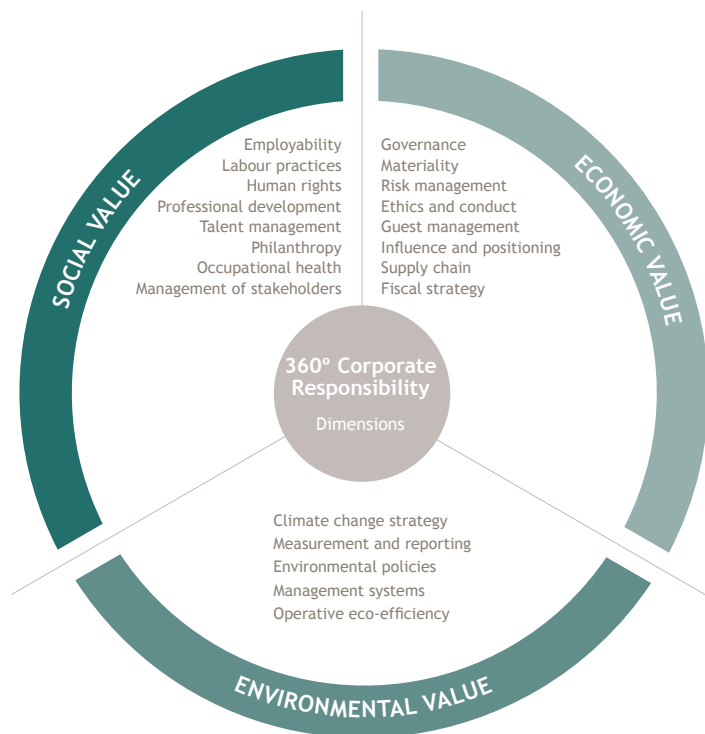 SOCIAL VALUE
Employability
Labour practices
Human rights
Professional development
Talent management
Philanthropy
Occupational health
Management of stakeholders
ECONOMIC VALUE
Governance
Materiality
Risk management
Ethics and conduct
Guest management
Influence and positioning
Supply chain
Fiscal strategy
360º Corporate
Responsibility
Dimensions
Climate change strategy
Measurement and reporting
Environmental policies
Management systems
Operative eco-efficiency
ENVIRONMENTAL VALUE